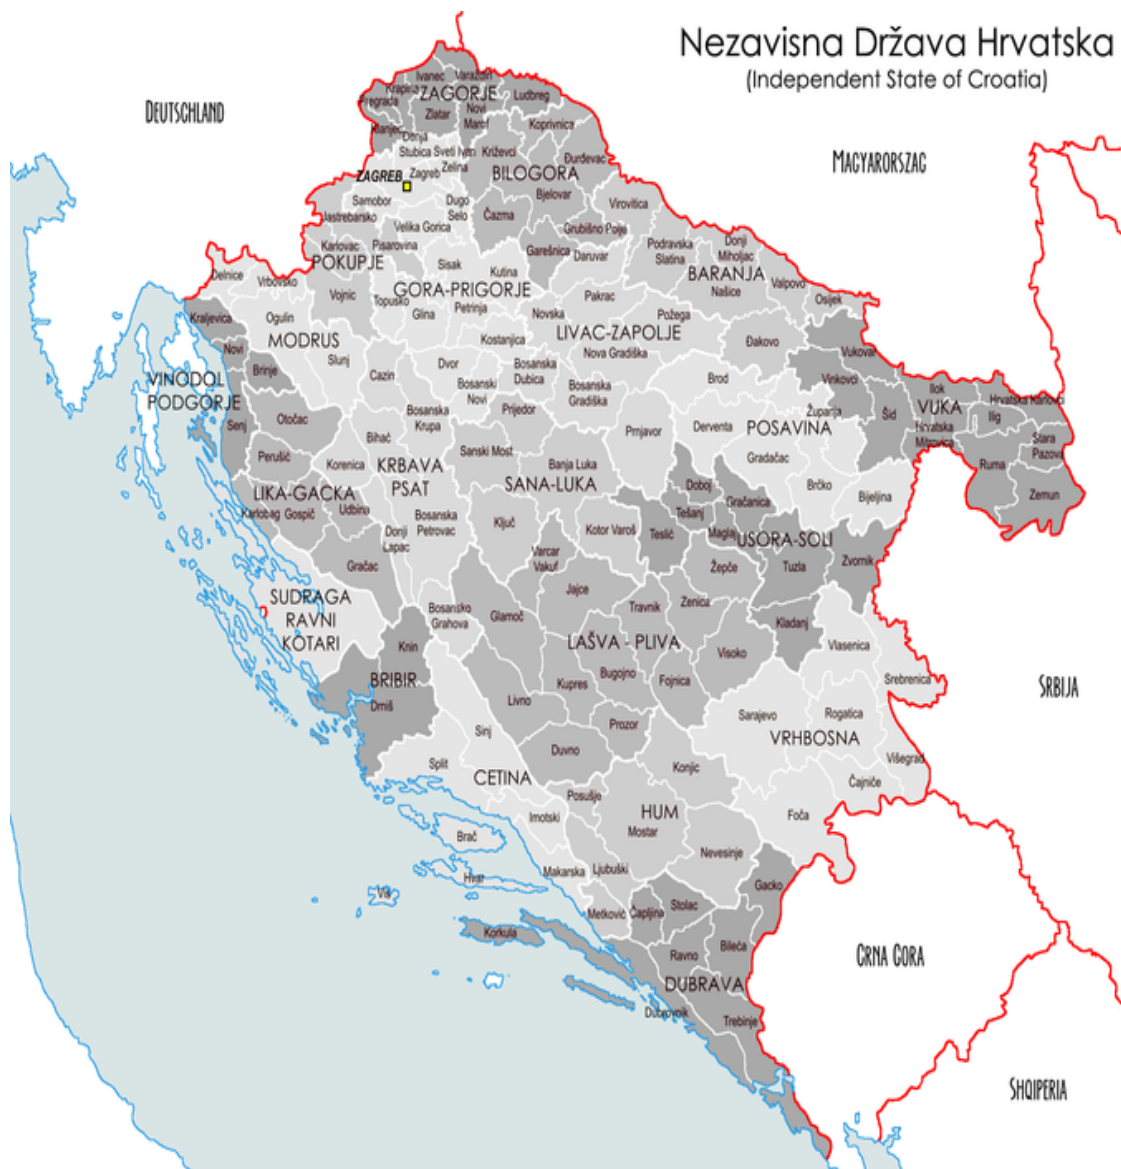 Nezavisna Država Hrvatska
(Independent State of Croatia)
DEUTSCHLAND
MAGYARORSZAG
SRBIJA
CRNA GORA
SHQIPERIA
Ivanec
Varaždin
Krapina
ZAGORJE
Ludbreg
Pregrada
Zlatar
Novi
Marof
Klanjec
Donja
Stubica
Sveti Ivan
Zelina
Koprivnica
Križevci
Đurđevac
BILOGORA
ZAGREB
Zagreb
Bjelovar
Samobor
Dugo
Selo
Čazma
Virovitica
Jastrebarsko
Velika Gorica
Grubišno Polje
Karlovac
Pisarovina
POKUPJE
Sisak
Kutina
Garešnica
Daruvar
Podravska
Slatina
Donji
Miholjac
BARANJA
Našice
Valpovo
Osijek
Delnice
Vrbovsko
Vojnic
Topusko
GORA-PRIGORJE
Glina
Petrinja
Novska
Pakrac
Požega
LIVAC-ZAPOLJE
Nova Gradiška
Đakovo
Kraljevica
Ogulin
MODRUS
Slunj
Kostanjica
Novi
Brinje
VINODOL
PODGORJE
Senj
Otočac
Cazin
Dvor
Bosanski
Novi
Bosanska
Dubica
Bosanska
Gradiška
Brod
Vukovar
Vinkovci
Ilok
Hrvatski Karlovci
Županja
Šid
VUKA
Ilig
Hrvatska
Mitrovica
Stara
Pazova
Ruma
Zemun
Perušić
Bihać
Bosanska
Krupa
Prijedor
Prnjavor
Derventa
POSAVINA
Gradačac
Korenica
KRBAVA
PSAT
Sanski Most
Banja Luka
SANA-LUKA
Brčko
Bijeljina
LIKA-GACKA
Karlobag
Gospič
Udbina
Donji
Lapac
Bosanski
Petrovac
Ključ
Kotor Varoš
Doboj
Gračanica
Tešanj
Teslić
Maglaj
USORA-SOLI
Gračac
Varcar
Vakuf
Žepče
Tuzla
Zvornik
SUDRAGA
RAVNI
KOTARI
Bosansko
Grahova
Glamoč
Jajce
Travnik
Zenica
Kladanj
Knin
LAŠVA - PLIVA
Visoko
Vlasenica
BRIBIR
Drniš
Bugojno
Kupres
Fojnica
Srebrenica
Livno
Prozor
Sarajevo
Rogatica
VRHBOSNA
Sinj
Split
CETINA
Duvno
Konjic
Višegrad
Čajniče
Posušje
HUM
Foča
Imotski
Mostar
Brač
Nevesinje
Makarska
Ljubuški
Hvar
Gacko
Vis
Metković
Čapljina
Stolac
Korkula
Bileća
Ravno
DUBRAVA
Dubrovnik
Trebinje